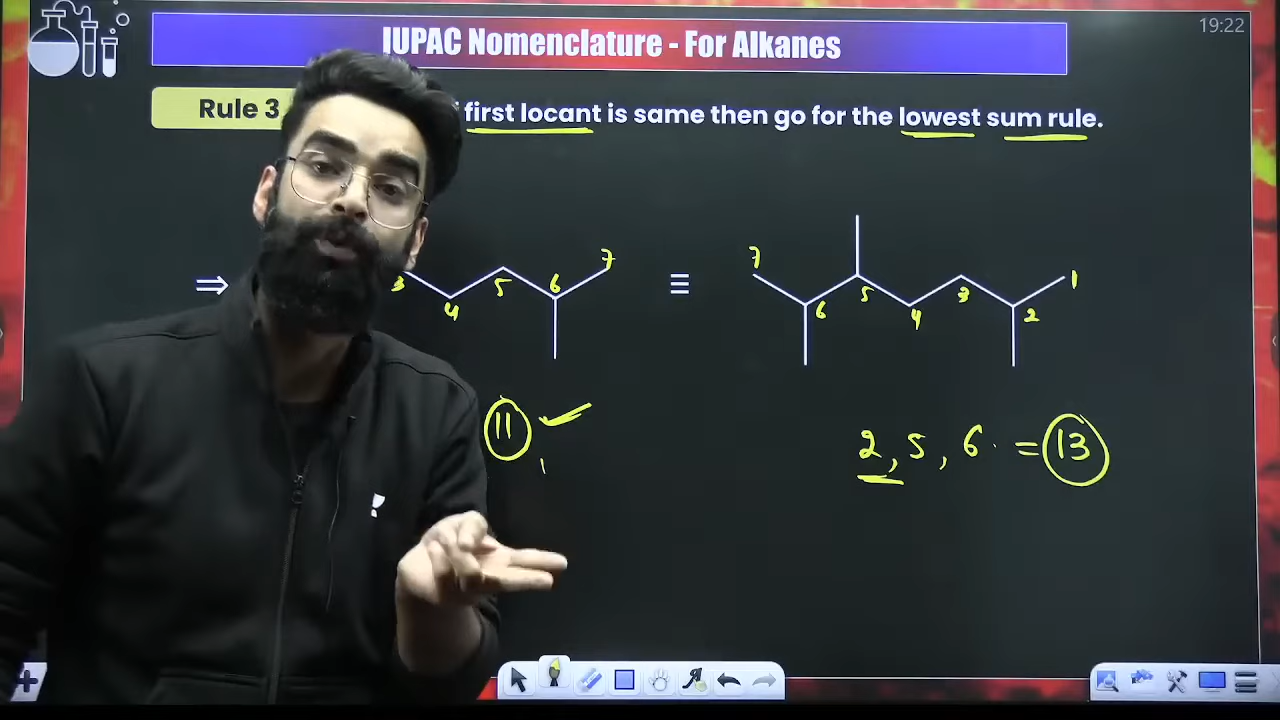 19:22
IUPAC Nomenclature - For Alkanes
Rule 3
first locant is same then go for the lowest sum rule.
3 4 5 6 7
≡
7 6 5 4 3 2 1
11
2, 5, 6 = 13